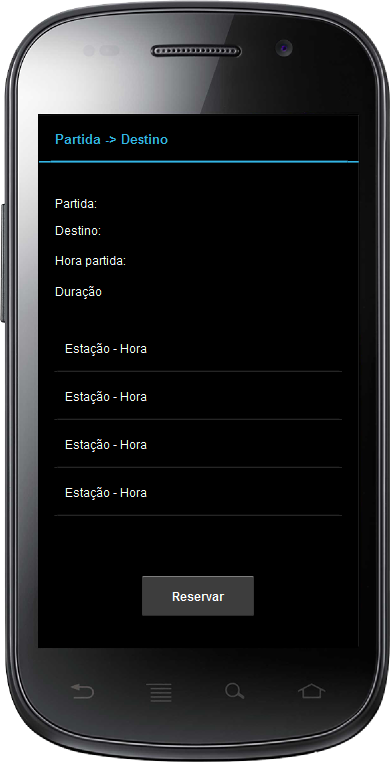 Partida -> Destino
Partida:
Destino:
Hora partida:
Duração
Estação - Hora
Estação - Hora
Estação - Hora
Estação - Hora
Reservar